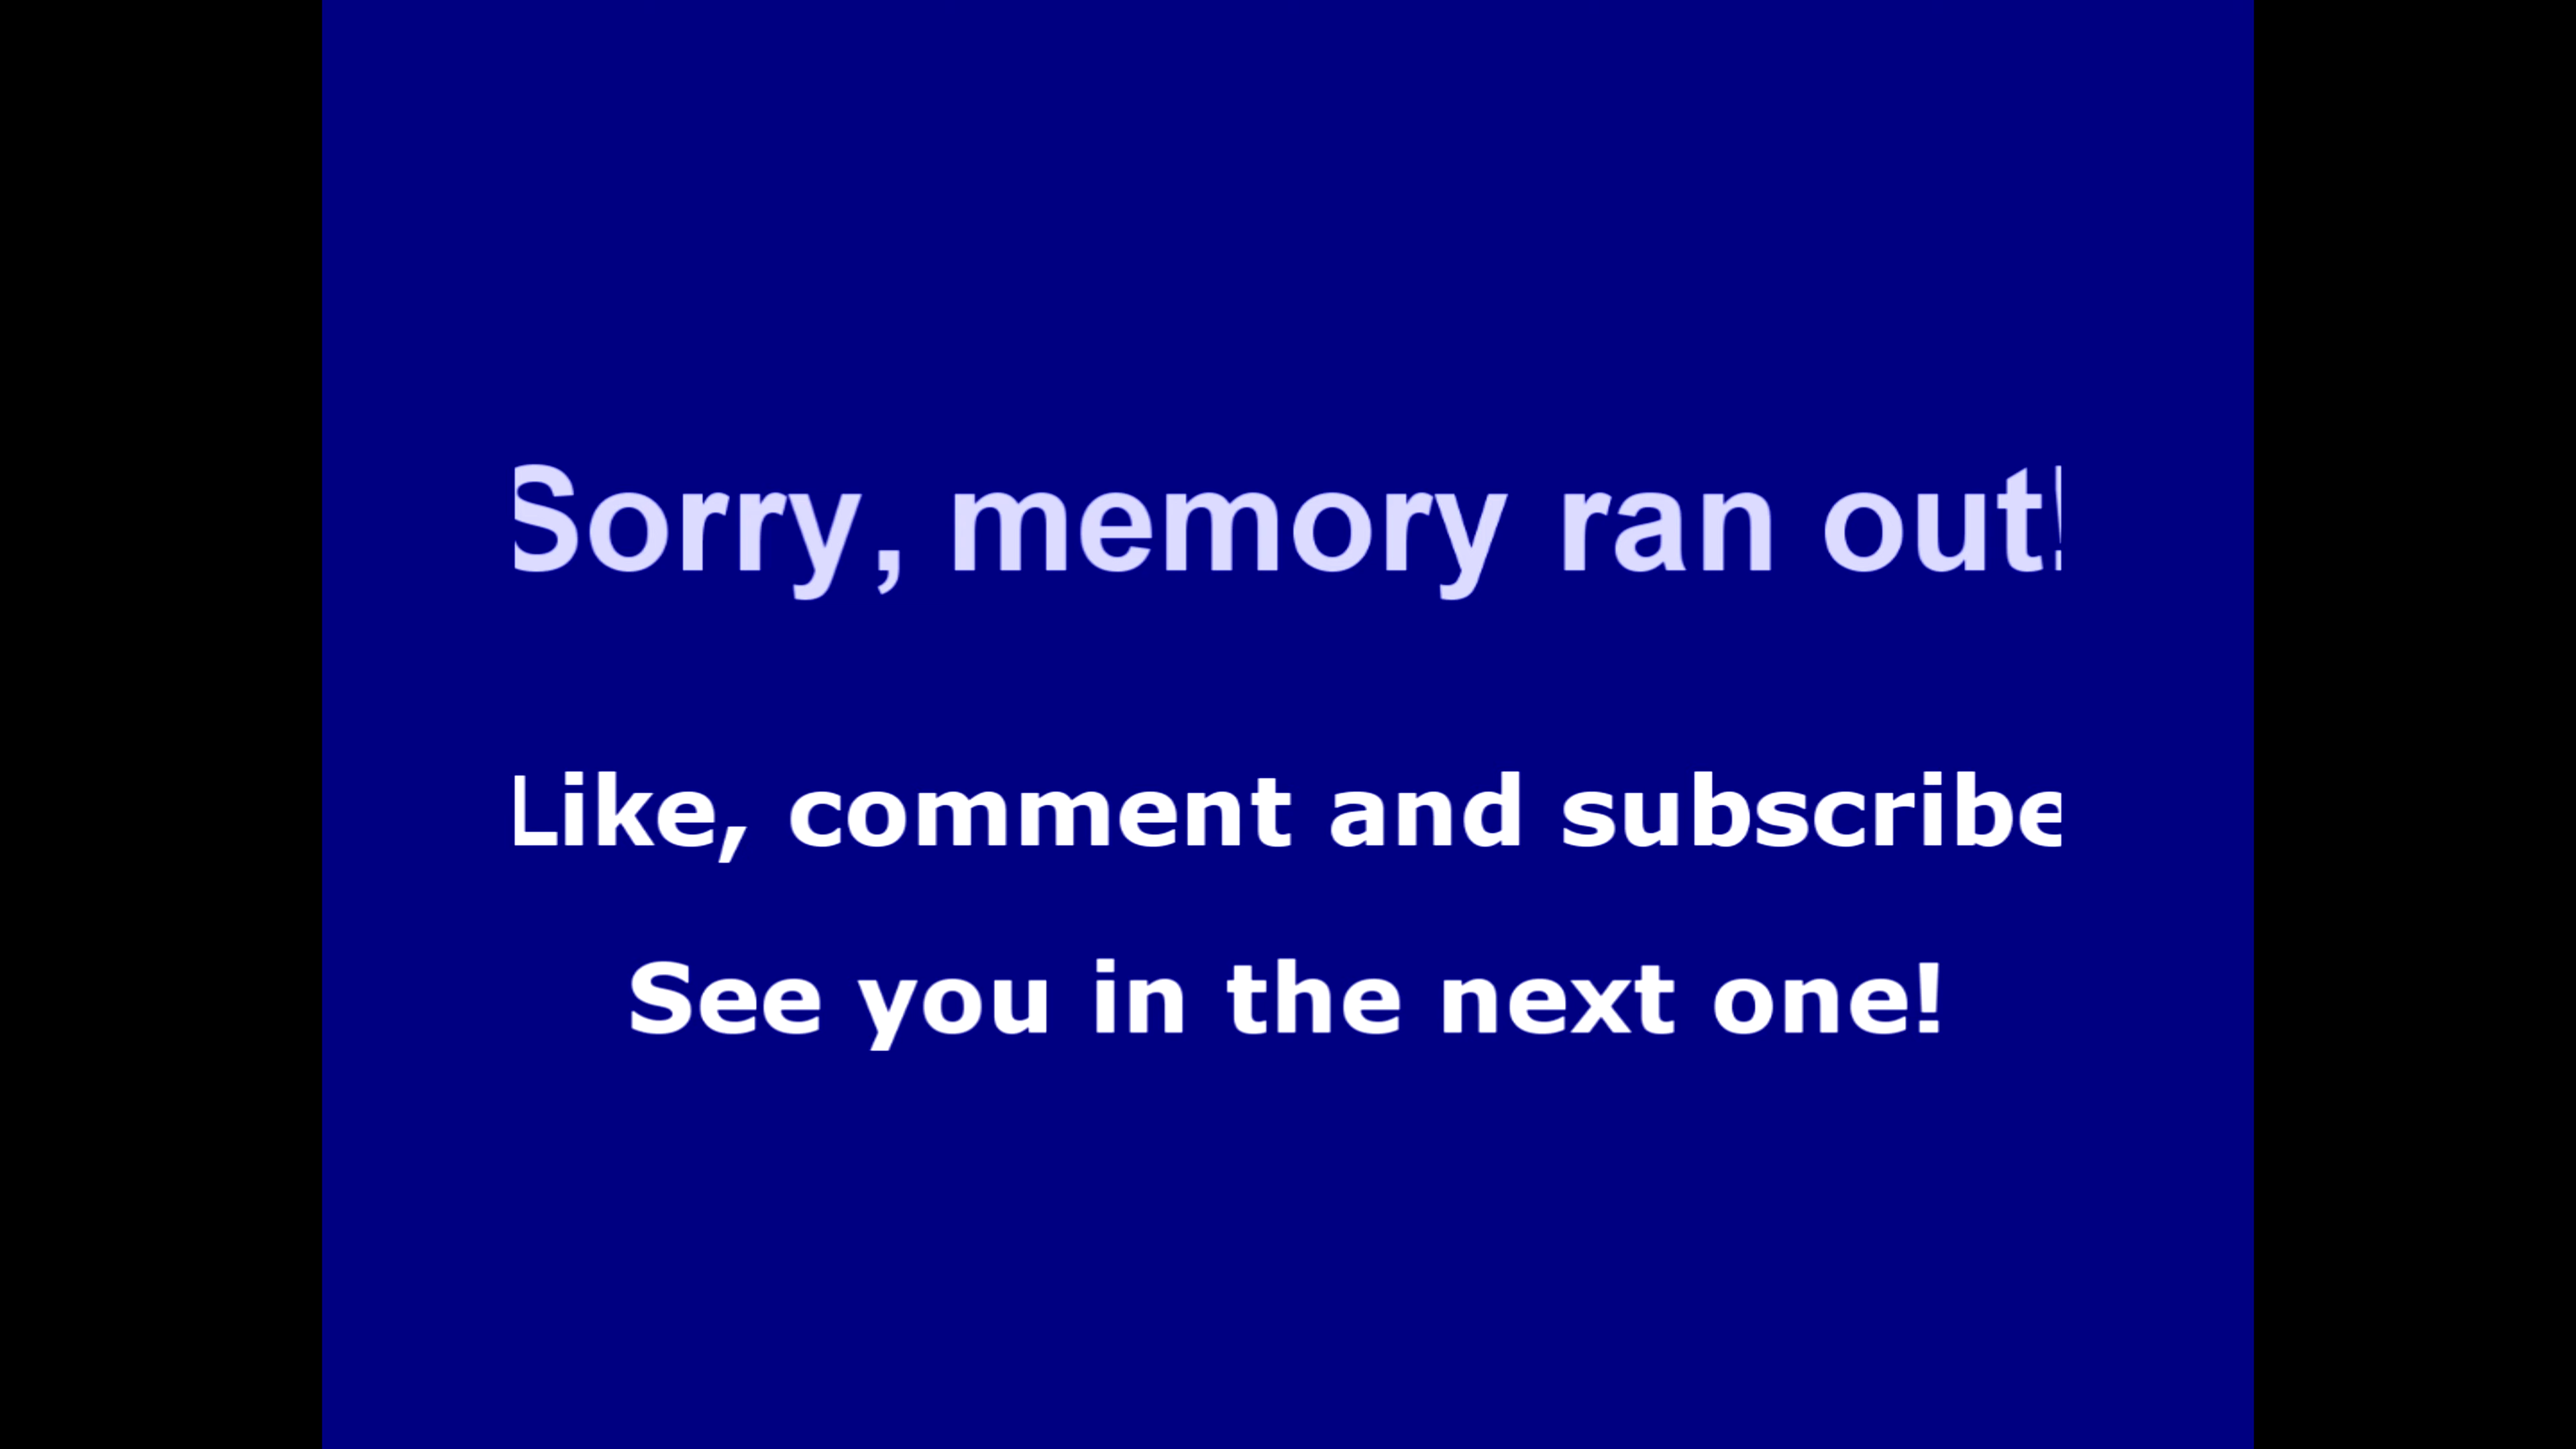 Sorry, memory ran out!
Like, comment and subscribe
See you in the next one!